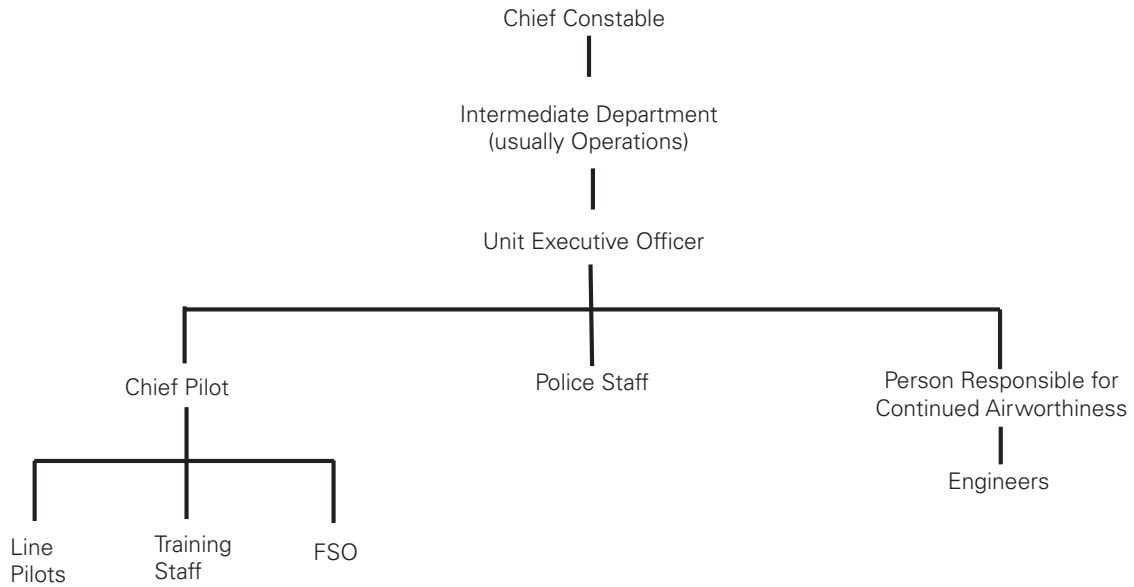 Chief Constable
Intermediate Department
(usually Operations)
Unit Executive Officer
Chief Pilot
Police Staff
Person Responsible for
Continued Airworthiness
Engineers
Line
Pilots
Training
Staff
FSO